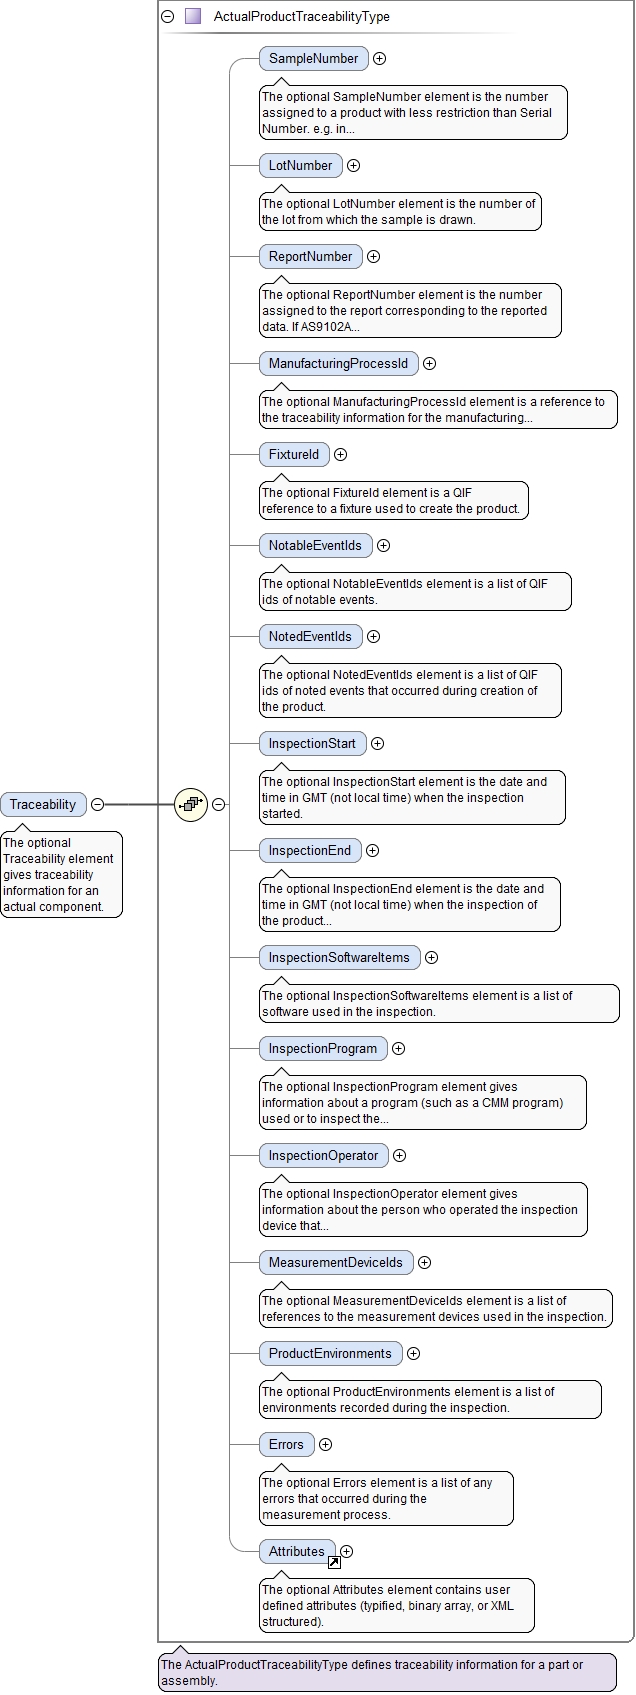 ActualProductTraceabilityType
SampleNumber
The optional SampleNumber element is the number
assigned to a product with less restriction than Serial
Number. e.g. in...
LotNumber
The optional LotNumber element is the number of
the lot from which the sample is drawn.
ReportNumber
The optional ReportNumber element is the number
assigned to the report corresponding to the reported
data. If AS9102A...
ManufacturingProcessId
The optional ManufacturingProcessId element is a reference to
the traceability information for the manufacturing...
FixtureId
The optional FixtureId element is a QIF
reference to a fixture used to create the product.
NotableEventIds
The optional NotableEventIds element is a list of QIF
ids of notable events.
NotedEventIds
The optional NotedEventIds element is a list of QIF
ids of noted events that occurred during creation of
the product.
InspectionStart
The optional InspectionStart element is the date and
time in GMT (not local time) when the inspection
started.
Traceability
The optional
Traceability element
gives traceability
information for an
actual component.
InspectionEnd
The optional InspectionEnd element is the date and
time in GMT (not local time) when the inspection of
the product...
InspectionSoftwareItems
The optional InspectionSoftwareItems element is a list of
software used in the inspection.
InspectionProgram
The optional InspectionProgram element gives
information about a program (such as a CMM program)
used or to inspect the...
InspectionOperator
The optional InspectionOperator element gives
information about the person who operated the inspection
device that...
MeasurementDeviceIds
The optional MeasurementDeviceIds element is a list of
references to the measurement devices used in the inspection.
ProductEnvironments
The optional ProductEnvironments element is a list of
environments recorded during the inspection.
Errors
The optional Errors element is a list of any
errors that occurred during the
measurement process.
Attributes
The optional Attributes element contains user
defined attributes (typified, binary array, or XML
structured).
The ActualProductTraceabilityType defines traceability information for a part or
assembly.